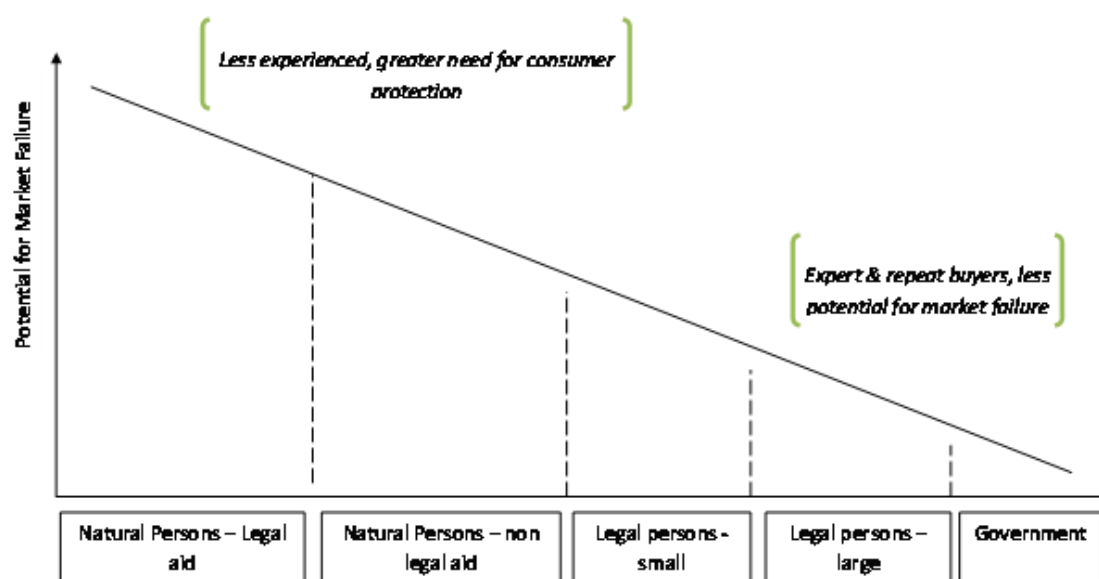 Less experienced, greater need for consumer
protection
Potential for Market Failure
Expert & repeat buyers, less
potential for market failure
Natural Persons – Legal
aid
Natural Persons – non
legal aid
Legal persons -
small
Legal persons –
large
Government